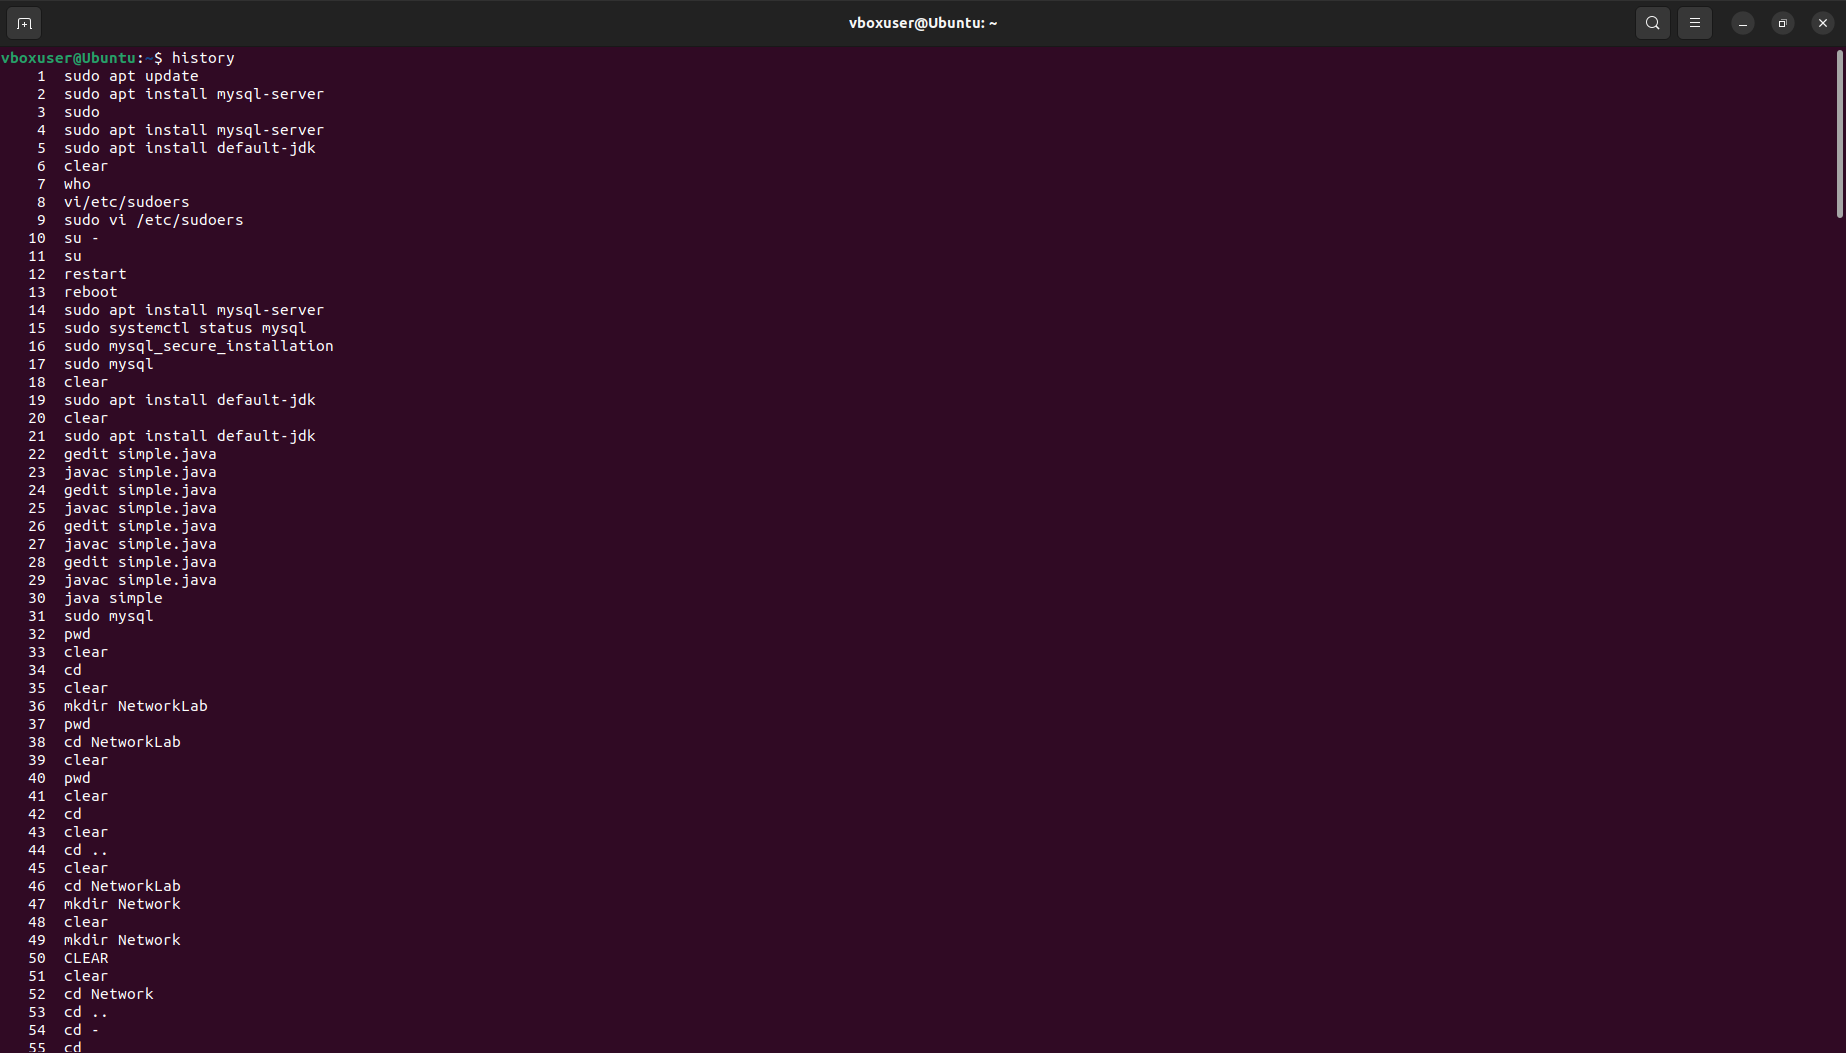 vboxuser@Ubuntu: ~
vboxuser@Ubuntu:~$ history
1 sudo apt update
2 sudo apt install mysql-server
3 sudo
4 sudo apt install mysql-server
5 sudo apt install default-jdk
6 clear
7 who
8 vi/etc/sudoers
9 sudo vi /etc/sudoers
10 su -
11 su
12 restart
13 reboot
14 sudo apt install mysql-server
15 sudo systemctl status mysql
16 sudo mysql_secure_installation
17 sudo mysql
18 clear
19 sudo apt install default-jdk
20 clear
21 sudo apt install default-jdk
22 gedit simple.java
23 javac simple.java
24 gedit simple.java
25 javac simple.java
26 gedit simple.java
27 javac simple.java
28 gedit simple.java
29 javac simple.java
30 java simple
31 sudo mysql
32 pwd
33 clear
34 cd
35 clear
36 mkdir NetworkLab
37 pwd
38 cd NetworkLab
39 clear
40 pwd
41 clear
42 cd
43 clear
44 cd ..
45 clear
46 cd NetworkLab
47 mkdir Network
48 clear
49 mkdir Network
50 CLEAR
51 clear
52 cd Network
53 cd ..
54 cd -
55 cd